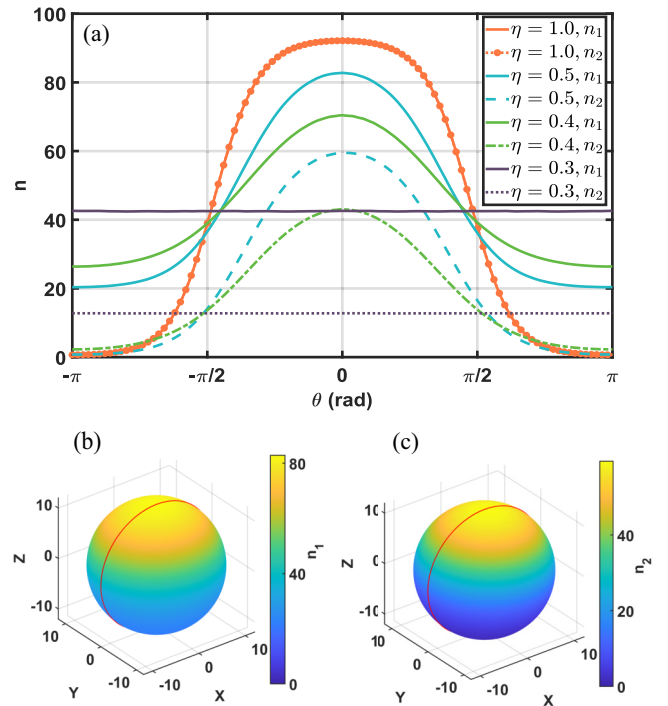 (a)
η = 1.0, n₁
η = 1.0, n₂
η = 0.5, n₁
η = 0.5, n₂
η = 0.4, n₁
η = 0.4, n₂
η = 0.3, n₁
η = 0.3, n₂
100
80
60
40
20
0
n
-π
-π/2
0
π/2
π
θ (rad)
(b)
10
0
-10
Z
10
0
-10
Y
-10
0
10
X
80
40
0
n₁
(c)
10
0
-10
Z
10
0
-10
Y
-10
0
10
X
40
20
0
n₂